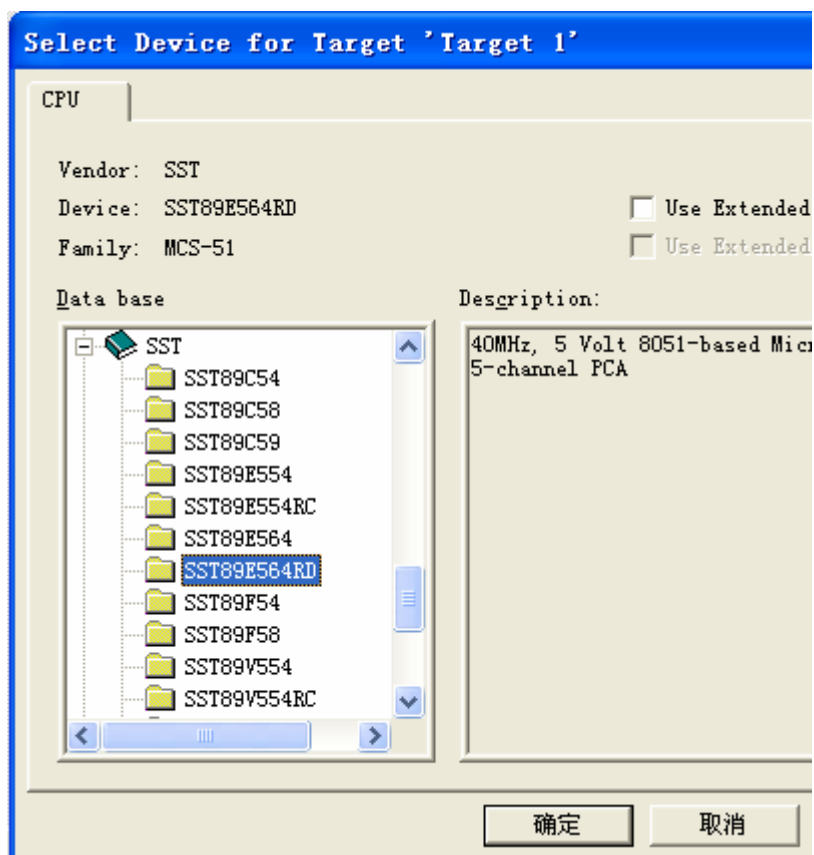 Select Device for Target 'Target 1'
CPU
Vendor: SST
Device: SST89E564RD
Use Extended
Family: MCS-51
Use Extended
Data base
Description:
SST
SST89C54
SST89C58
SST89C59
SST89E554
SST89E554RC
SST89E564
SST89E564RD
SST89F54
SST89F58
SST89V554
SST89V554RC
40MHz, 5 Volt 8051-based Micr
5-channel PCA
确定
取消